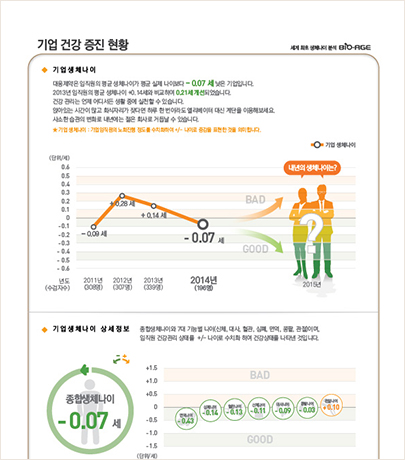 기업 건강 증진 현황
세계 최초 생체나이 분석 BIO-AGE
기업생체나이
대웅제약은 임직원의 평균 생체나이가 평균 실제 나이보다 - 0.07 세 낮은 기업입니다.
2013년 임직원의 평균 생체나이 +0.14세와 비교하여 0.21세 개선되었습니다.
건강 관리는 언제 어디서든 생활 중에 실천할 수 있습니다.
앉아있는 시간이 많고 회식자리가 잦다면 하루 한 번이라도 엘리베이터 대신 계단을 이용해보세요.
사소한 습관의 변화로 내년에는 젊은 회사로 거듭날 수 있습니다.
★ 기업 생체나이 : 기업임직원의 노화진행 정도를 수치화하여 +/- 나이로 증감을 표현한 것을 의미합니다.
기업 생체나이
(단위/세)
내년의 생체나이는?
0.6
0.5
0.4
0.3
0.2
0.1
0
-0.1
-0.2
-0.3
-0.4
-0.5
-0.6
- 0.09 세
+ 0.28 세
+ 0.14 세
- 0.07 세
BAD
GOOD
?
년도
(수검자수)
2011년
(308명)
2012년
(307명)
2013년
(339명)
2014년
(196명)
2015년
기업생체나이 상세정보
종합생체나이와 7대 기능별 나이(신체, 대사, 혈관, 심폐, 면역, 콩팥, 관절)이며,
임직원 건강관리 상태를 +/- 나이로 수치화 하여 건강상태를 나타낸 것입니다.
종합생체나이
- 0.07 세
+1.5
+1.0
+0.5
0
-0.5
-1.0
-1.5
(단위/세)
BAD
GOOD
-0.43
-0.14
-0.13
-0.11
-0.09
-0.03
+0.10